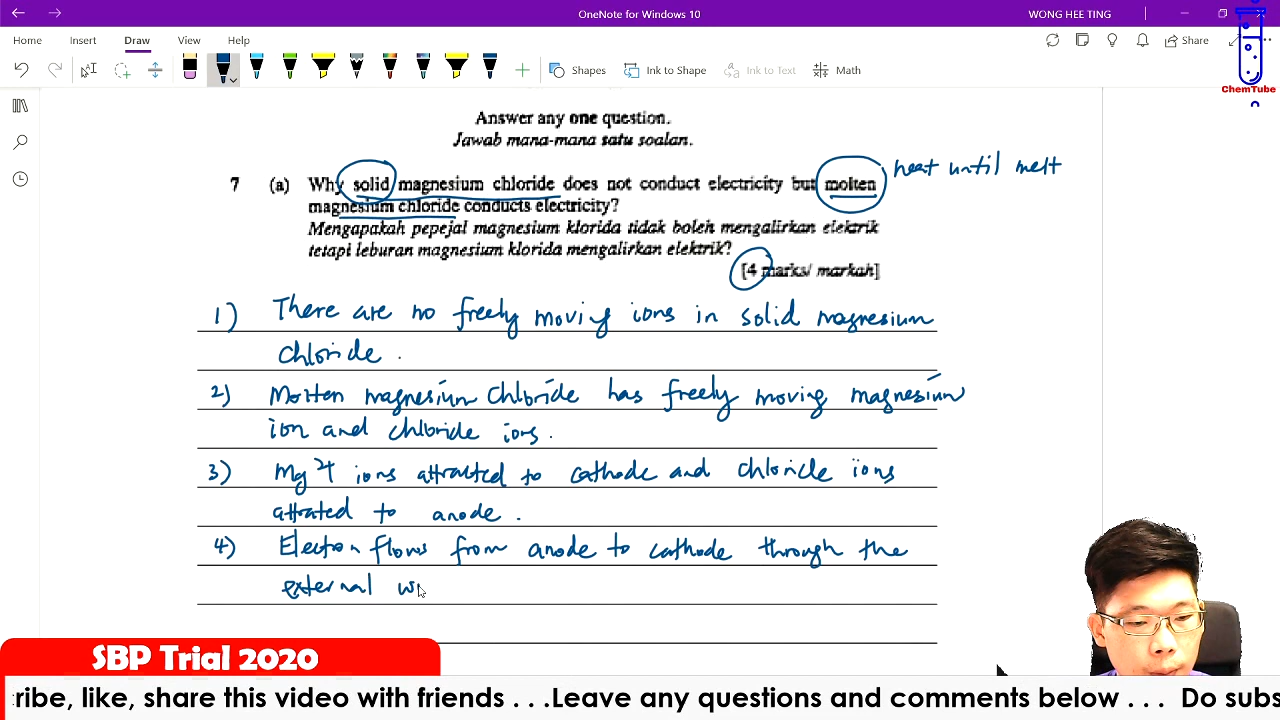 OneNote for Windows 10
WONG HEE TING
Home Insert Draw View Help
Share
Shapes Ink to Shape Ink to Text Math
ChemTube
Answer any one question.
Jawab mana-mana satu soalan.
heat until melt
7 (a) Why solid magnesium chloride does not conduct electricity but molten
magnesium chloride conducts electricity?
Mengapakah pepejal magnesium klorida tidak boleh mengalirkan elektrik
tetapi leburan magnesium klorida mengalirkan elektrik?
[4 marks/ markah]
1) There are no freely moving ions in solid magnesium
chloride.
2) Molten magnesium chloride has freely moving magnesium
ion and chloride ions.
3) Mg2+ ions attracted to cathode and chloride ions
attrated to anode.
4) Electron flows from anode to cathode through the
external wi
SBP Trial 2020
ribe, like, share this video with friends . . .Leave any questions and comments below . . . Do subs